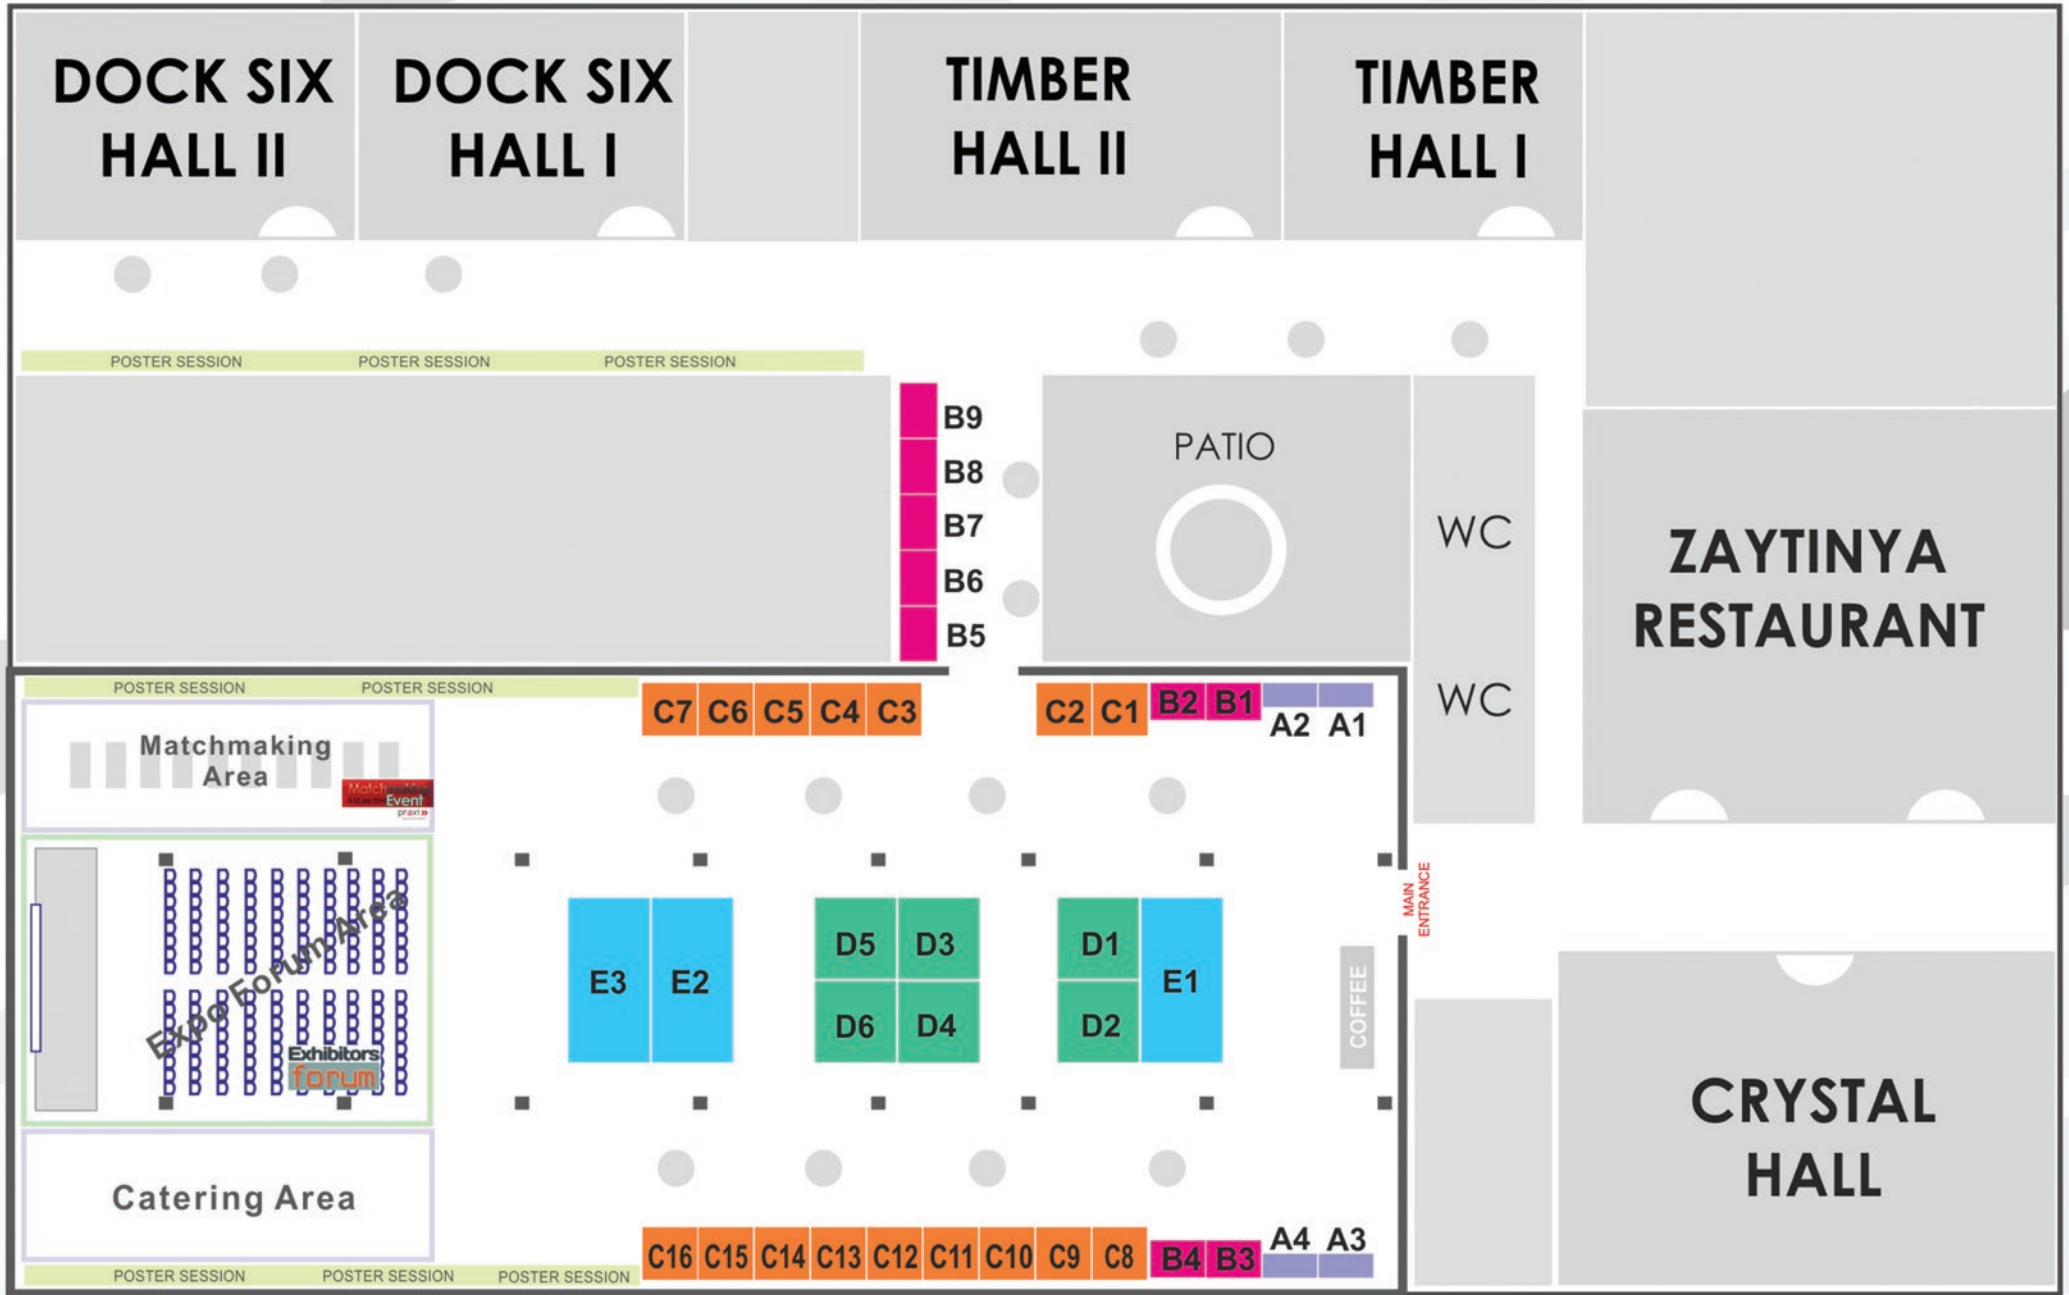 DOCK SIX
HALL II
DOCK SIX
HALL I
TIMBER
HALL II
TIMBER
HALL I
POSTER SESSION
POSTER SESSION
POSTER SESSION
B9
B8
B7
B6
B5
PATIO
WC
WC
ZAYTINYA
RESTAURANT
POSTER SESSION
POSTER SESSION
C7
C6
C5
C4
C3
C2
C1
B2
B1
A2
A1
Matchmaking
Area
Event
praxi
Expo Forum Area
Exhibitors
forum
E3
E2
D5
D3
D6
D4
D1
D2
E1
MAIN
ENTRANCE
COFFEE
CRYSTAL
HALL
Catering Area
POSTER SESSION
POSTER SESSION
POSTER SESSION
C16
C15
C14
C13
C12
C11
C10
C9
C8
B4
B3
A4
A3